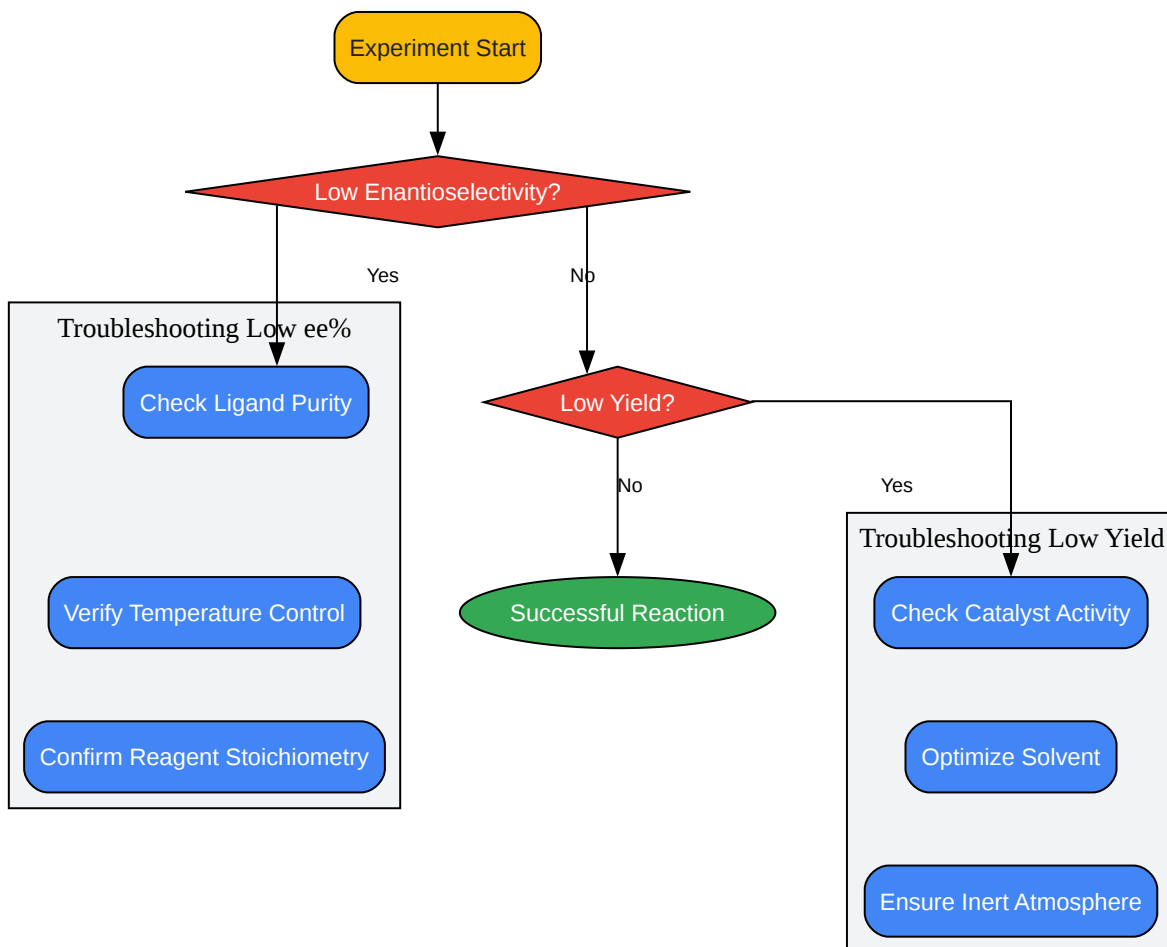 Experiment Start
Low Enantioselectivity?
Yes
No
Troubleshooting Low ee%
Check Ligand Purity
Low Yield?
No
Yes
Troubleshooting Low Yield
Verify Temperature Control
Successful Reaction
Check Catalyst Activity
Confirm Reagent Stoichiometry
Optimize Solvent
Ensure Inert Atmosphere